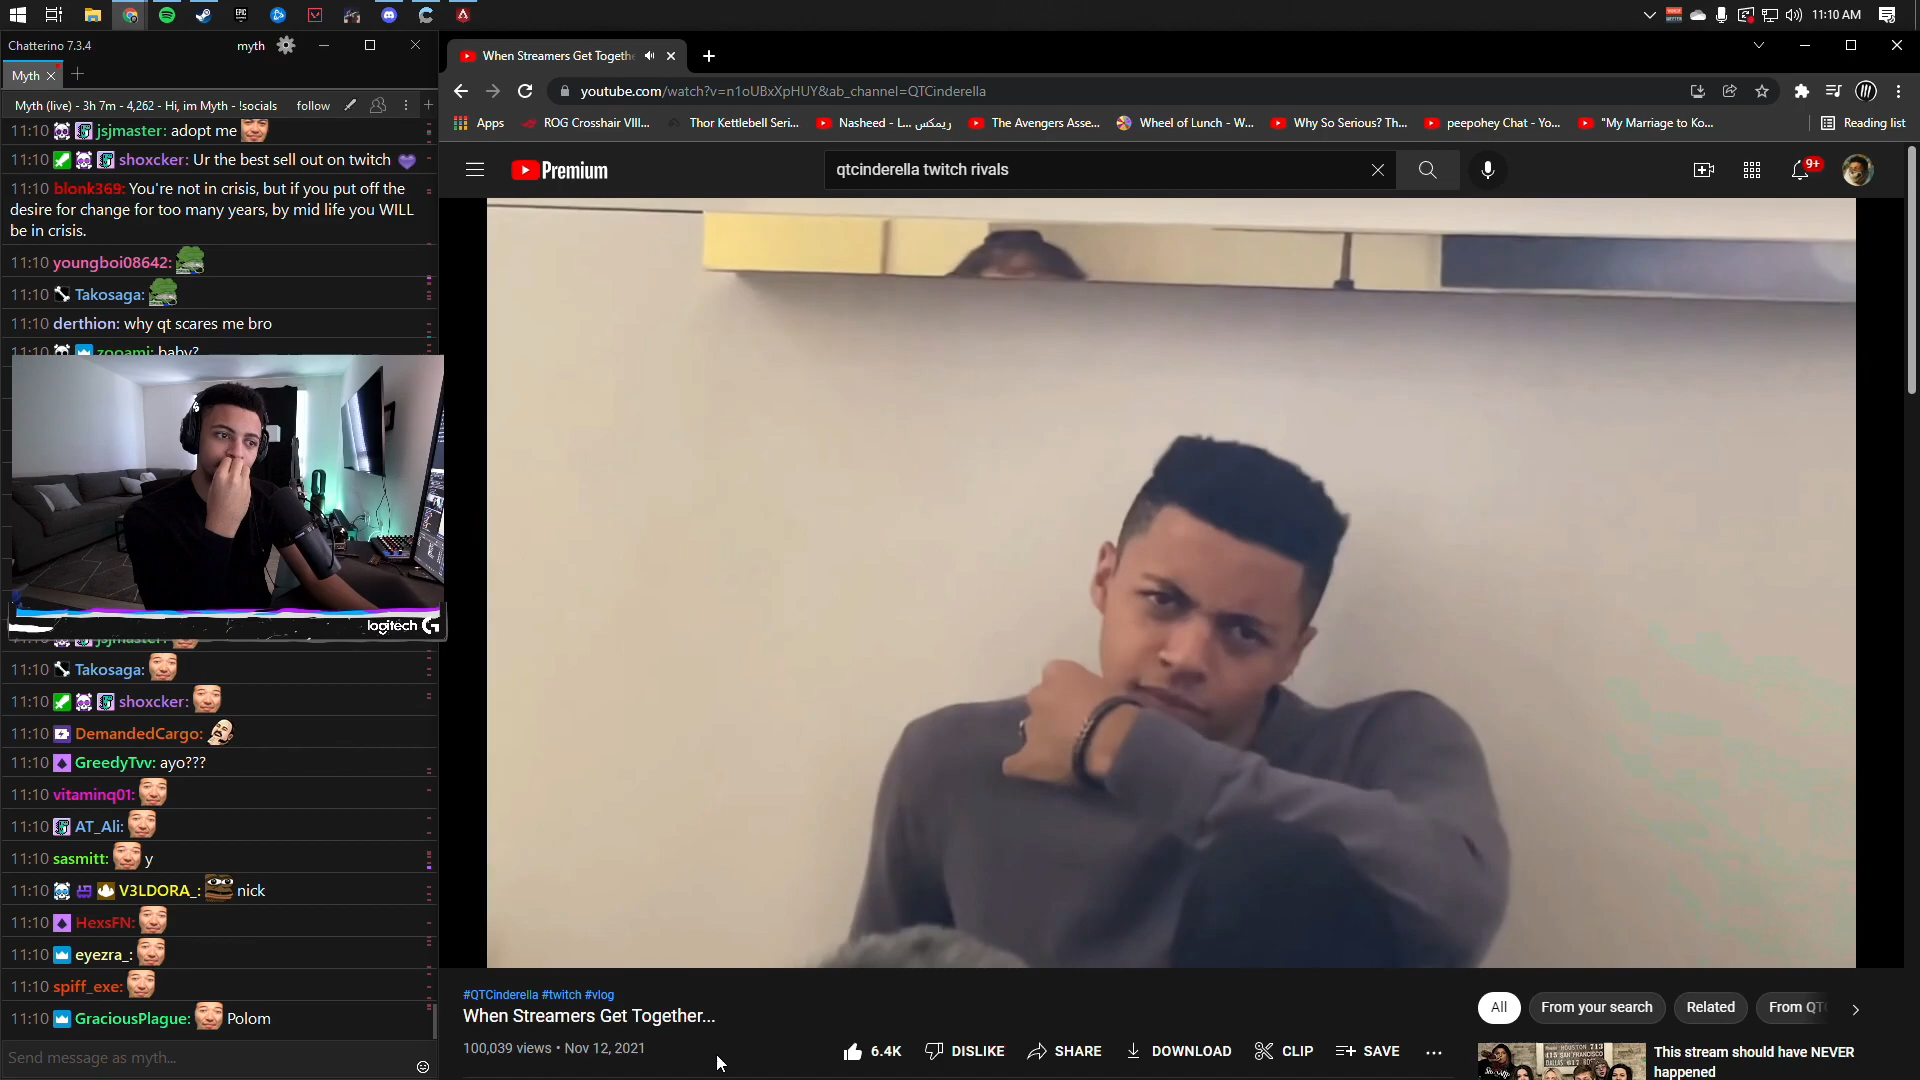 11:10 AM
Chatterino 7.3.4
myth
Myth
Myth (live) - 3h 7m - 4,262 - Hi, im Myth - !socials
follow
11:10 jsjmaster: adopt me
11:10 shoxcker: Ur the best sell out on twitch
11:10 blonk369: You're not in crisis, but if you put off the
desire for change for too many years, by mid life you WILL
be in crisis.
11:10 youngboi08642:
11:10 Takosaga:
11:10 derthion: why qt scares me bro
11:10 zooami: baby?
logitech G
jsjmaster:
11:10 Takosaga:
11:10 shoxcker:
11:10 DemandedCargo:
11:10 GreedyTvv: ayo???
11:10 vitaminq01:
11:10 AT_Ali:
11:10 sasmitt: y
11:10 V3LDORA_: nick
11:10 HexsFN:
11:10 eyezra_:
11:10 spiff_exe:
11:10 GraciousPlague: Polom
Send message as myth...
When Streamers Get Togethe
youtube.com/watch?v=n1oUBxXpHUY&ab_channel=QTCinderella
Apps
ROG Crosshair VIII...
Thor Kettlebell Seri...
Nasheed - L... ريمكس
The Avengers Asse...
Wheel of Lunch - W...
Why So Serious? Th...
peepohey Chat - Yo...
"My Marriage to Ko...
Reading list
Premium
qtcinderella twitch rivals
9+
#QTCinderella #twitch #vlog
When Streamers Get Together...
100,039 views • Nov 12, 2021
6.4K
DISLIKE
SHARE
DOWNLOAD
CLIP
SAVE
All
From your search
Related
From QT
This stream should have NEVER
happened